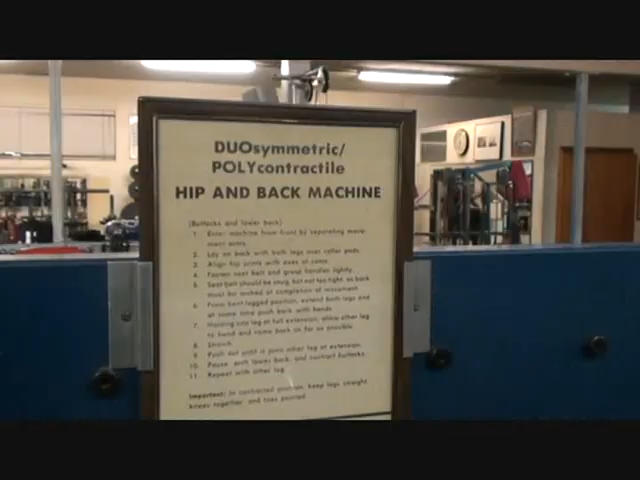 DUOsymmetric/
POLYcontractile
HIP AND BACK MACHINE
(Buttocks and lower back)
1. Enter machine from front by separating move-
ment arms.
2. Lay on back with both legs over roller pads.
3. Align hip joints with axes of cams.
4. Fasten seat belt and grasp handles lightly.
5. Seat belt should be snug, but not too tight, as back
must be arched at completion of movement.
6. From bent legged position, extend both legs and
at same time push back with hands.
7. Holding one leg at full extension, allow other leg
to bend and come back as far as possible.
8. Stretch.
9. Push out until it joins other leg at extension.
10. Pause, arch lower back, and contract buttocks.
11. Repeat with other leg.
Important: In contracted position, keep legs straight,
knees together, and toes pointed.